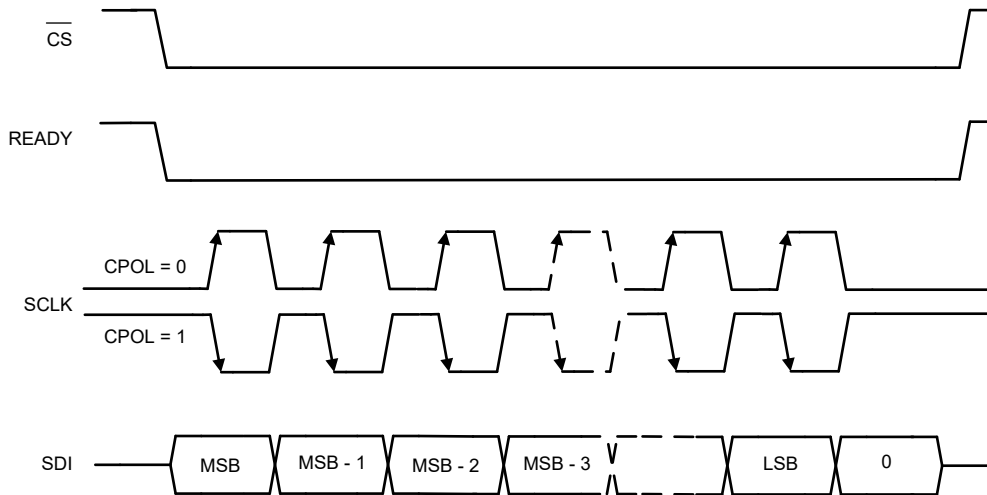 CS
READY
CPOL = 0
SCLK
CPOL = 1
SDI
MSB
MSB - 1
MSB - 2
MSB - 3
LSB
0